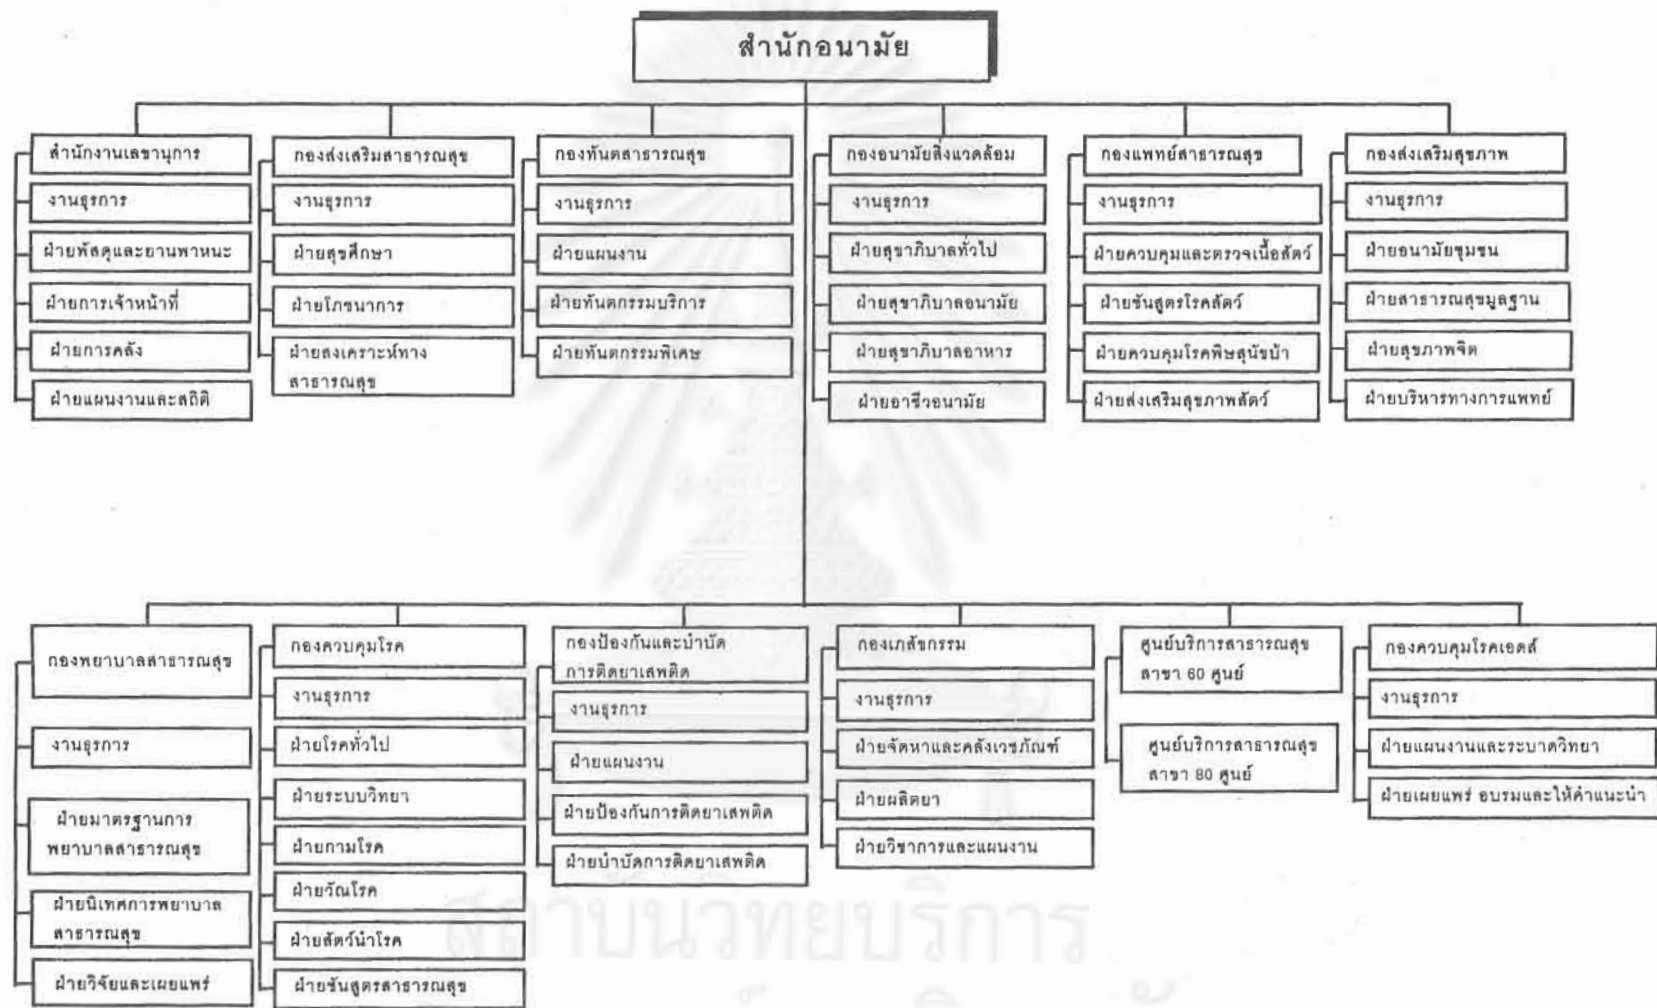 สำนักอนามัย
สำนักงานเลขานุการ
งานธุรการ
ฝ่ายพัสดุและยานพาหนะ
ฝ่ายการเจ้าหน้าที่
ฝ่ายการคลัง
ฝ่ายแผนงานและสถิติ
กองส่งเสริมสาธารณสุข
งานธุรการ
ฝ่ายสุขศึกษา
ฝ่ายโภชนาการ
ฝ่ายสงเคราะห์ทาง
สาธารณสุข
กองทันตสาธารณสุข
งานธุรการ
ฝ่ายแผนงาน
ฝ่ายทันตกรรมบริการ
ฝ่ายทันตกรรมพิเศษ
กองอนามัยสิ่งแวดล้อม
งานธุรการ
ฝ่ายสุขาภิบาลทั่วไป
ฝ่ายสุขาภิบาลอนามัย
ฝ่ายสุขาภิบาลอาหาร
ฝ่ายอาชีวอนามัย
กองแพทย์สาธารณสุข
งานธุรการ
ฝ่ายควบคุมและตรวจเนื้อสัตว์
ฝ่ายชันสูตรโรคสัตว์
ฝ่ายควบคุมโรคพิษสุนัขบ้า
ฝ่ายส่งเสริมสุขภาพสัตว์
กองส่งเสริมสุขภาพ
งานธุรการ
ฝ่ายอนามัยชุมชน
ฝ่ายสาธารณสุขมูลฐาน
ฝ่ายสุขภาพจิต
ฝ่ายบริหารทางการแพทย์
กองพยาบาลสาธารณสุข
งานธุรการ
ฝ่ายมาตรฐานการ
พยาบาลสาธารณสุข
ฝ่ายนิเทศการพยาบาล
สาธารณสุข
ฝ่ายวิจัยและเผยแพร่
กองควบคุมโรค
งานธุรการ
ฝ่ายโรคทั่วไป
ฝ่ายระบบวิทยา
ฝ่ายกามโรค
ฝ่ายวัณโรค
ฝ่ายสัตว์นำโรค
ฝ่ายชันสูตรสาธารณสุข
กองป้องกันและบำบัด
การติดยาเสพติด
งานธุรการ
ฝ่ายแผนงาน
ฝ่ายป้องกันการติดยาเสพติด
ฝ่ายบำบัดการติดยาเสพติด
กองเภสัชกรรม
งานธุรการ
ฝ่ายจัดหาและคลังเวชภัณฑ์
ฝ่ายผลิตยา
ฝ่ายวิชาการและแผนงาน
ศูนย์บริการสาธารณสุข
สาขา 60 ศูนย์
ศูนย์บริการสาธารณสุข
สาขา 80 ศูนย์
กองควบคุมโรคเอดส์
งานธุรการ
ฝ่ายแผนงานและระบาดวิทยา
ฝ่ายเผยแพร่ อบรมและให้คำแนะนำ
สถาบันวิทยบริการ